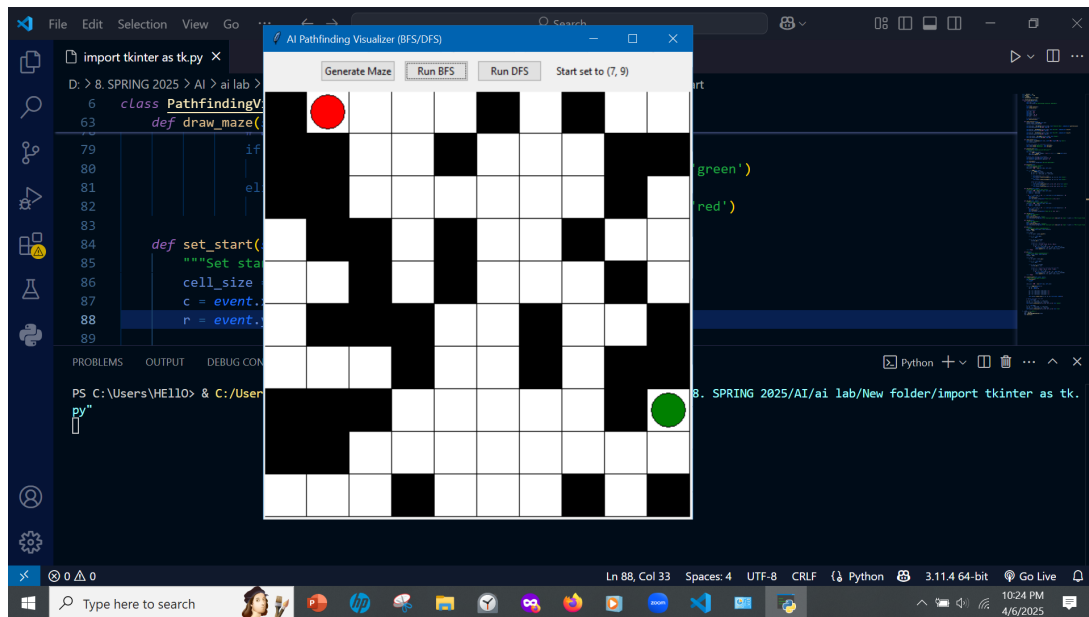 File Edit Selection View Go ... Search
AI Pathfinding Visualizer (BFS/DFS)
import tkinter as tk.py
Generate Maze Run BFS Run DFS Start set to (7, 9)
D: > 8. SPRING 2025 > AI > ai lab >
6 class PathfindingVi
63 def draw_maze(
79 if
80 'green')
81 el
82 'red')
83
84 def set_start(
85 """Set sta
86 cell_size
87 c = event.
88 r = event.
89
PROBLEMS OUTPUT DEBUG CON
Python
PS C:\Users\HEllO> & C:/User 8. SPRING 2025/AI/ai lab/New folder/import tkinter as tk.
py"
0 0 Ln 88, Col 33 Spaces: 4 UTF-8 CRLF Python 3.11.4 64-bit Go Live
Type here to search
zoom
10:24 PM
4/6/2025